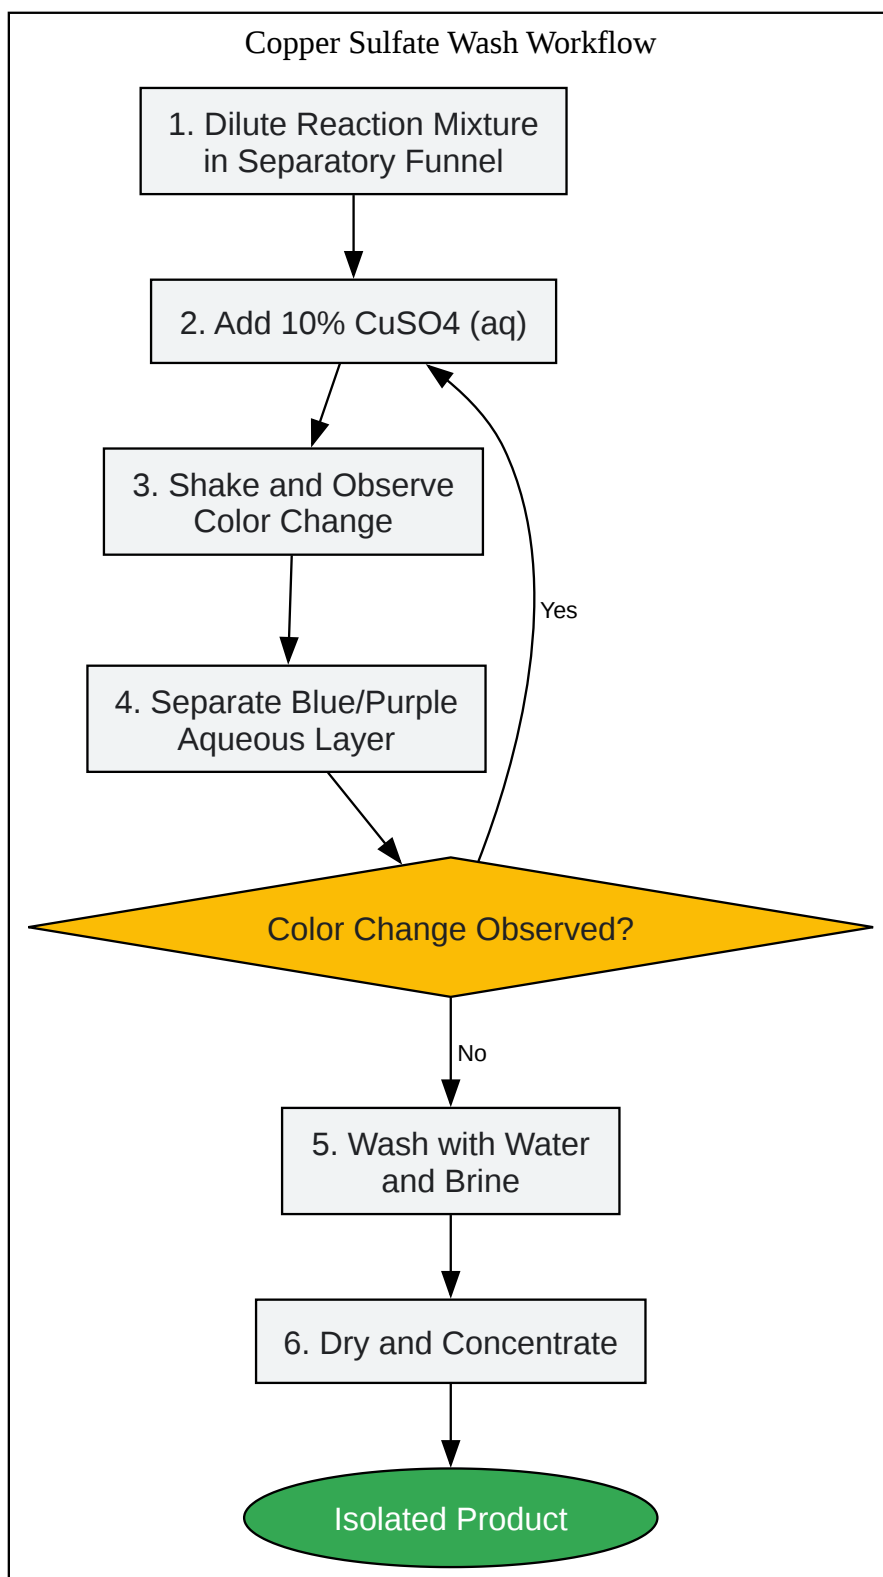 Copper Sulfate Wash Workflow
1. Dilute Reaction Mixture
in Separatory Funnel
2. Add 10% CuSO4 (aq)
3. Shake and Observe
Color Change
Yes
4. Separate Blue/Purple
Aqueous Layer
Color Change Observed?
No
5. Wash with Water
and Brine
6. Dry and Concentrate
Isolated Product